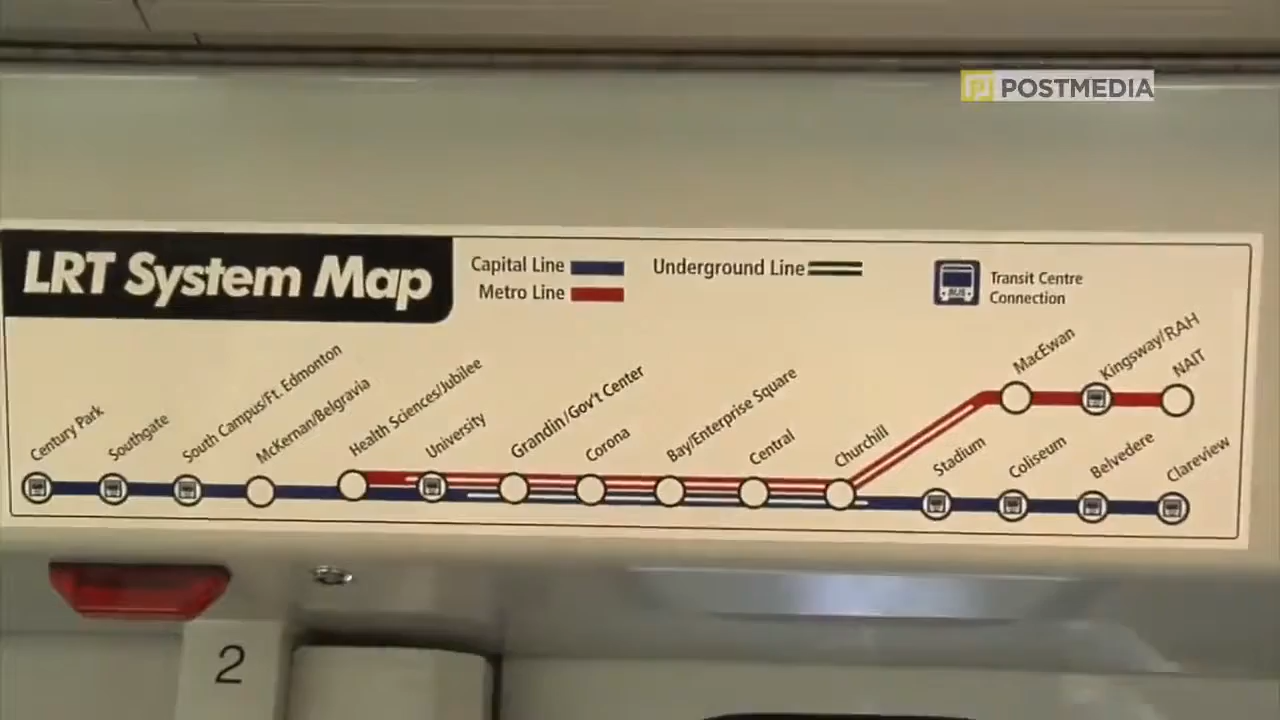 POSTMEDIA
LRT System Map
Capital Line
Metro Line
Underground Line
BUS
Transit Centre
Connection
Century Park
Southgate
South Campus/Ft. Edmonton
McKernan/Belgravia
Health Sciences/Jubilee
University
Grandin/Gov't Center
Corona
Bay/Enterprise Square
Central
Churchill
MacEwan
Kingsway/RAH
NAIT
Stadium
Coliseum
Belvedere
Clareview
2